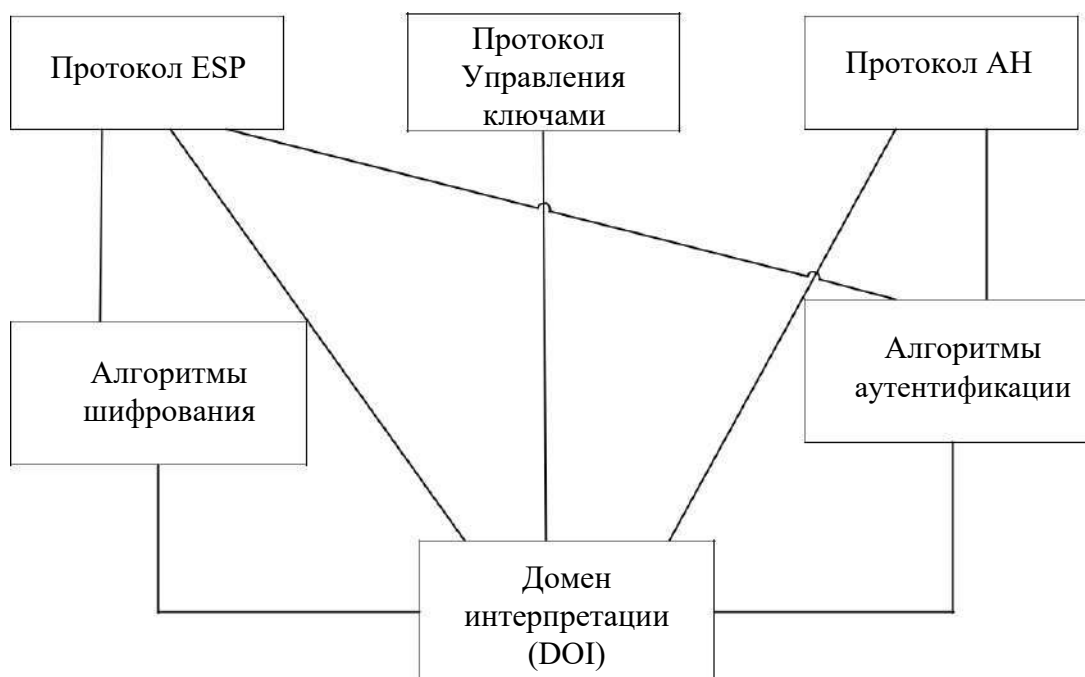 Протокол ESP
Протокол
Управления
ключами
Протокол AH
Алгоритмы
шифрования
Алгоритмы
аутентификации
Домен
интерпретации
(DOI)